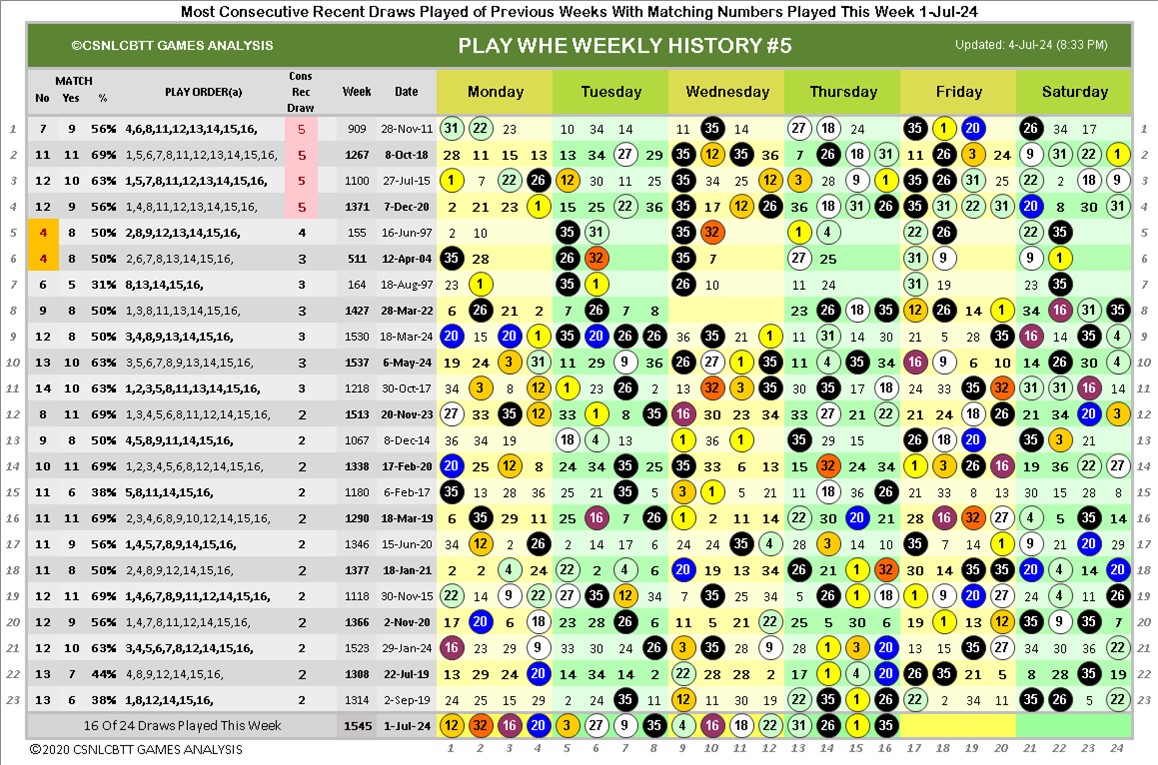 Most Consecutive Recent Draws Played of Previous Weeks With Matching Numbers Played This Week 1-Jul-24
©CSNLCBTT GAMES ANALYSIS PLAY WHE WEEKLY HISTORY #5 Updated: 4-Jul-24 (8:33 PM)
No MATCH Yes % PLAY ORDER(a) Cons Rec Draw Week Date Monday Tuesday Wednesday Thursday Friday Saturday
1 7 9 56% 4,6,8,11,12,13,14,15,16, 5 909 28-Nov-11 31 22 23 10 34 14 11 35 14 27 18 24 35 1 20 26 34 17 1
2 11 11 69% 1,5,6,7,8,11,12,13,14,15,16, 5 1267 8-Oct-18 28 11 15 13 13 34 27 29 35 12 35 36 7 26 18 31 11 26 3 24 9 31 22 1 2
3 12 10 63% 1,5,7,8,11,12,13,14,15,16, 5 1100 27-Jul-15 1 7 22 26 12 30 11 25 35 34 25 12 3 28 9 1 35 26 31 25 22 2 18 9 3
4 12 9 56% 1,4,8,11,12,13,14,15,16, 5 1371 7-Dec-20 2 21 23 1 15 25 22 36 35 17 12 26 36 18 31 26 35 31 22 31 20 8 30 31 4
5 4 8 50% 2,8,9,12,13,14,15,16, 4 155 16-Jun-97 2 10 35 31 35 32 1 4 22 26 22 35 5
6 4 8 50% 2,6,7,8,13,15,16, 3 511 12-Apr-04 35 28 26 32 35 7 27 25 31 9 9 1 6
7 6 5 31% 8,13,14,15,16, 3 164 18-Aug-97 23 1 35 1 26 10 11 24 31 19 23 35 7
8 9 8 50% 1,3,8,11,13,14,15,16, 3 1427 28-Mar-22 6 26 21 2 7 26 7 8 23 26 18 35 12 26 14 1 34 16 31 35 8
9 12 8 50% 3,4,8,9,13,14,15,16, 3 1530 18-Mar-24 20 15 20 1 35 20 26 26 36 35 21 1 11 31 14 30 21 5 28 35 16 14 35 4 9
10 13 10 63% 3,5,6,7,8,9,13,14,15,16, 3 1537 6-May-24 19 24 3 31 11 29 9 36 26 27 1 35 11 4 35 34 16 9 6 20 14 26 30 4 10
11 14 10 63% 1,2,3,5,8,11,13,14,15,16, 3 1218 30-Oct-17 34 3 8 12 1 23 26 2 13 32 3 35 30 35 17 18 24 33 35 32 31 31 16 14 11
12 8 11 69% 1,3,4,5,6,8,11,12,14,15,16, 2 1513 20-Nov-23 27 33 35 12 33 1 8 35 16 30 23 34 33 27 21 22 21 24 18 26 21 34 20 3 12
13 9 8 50% 4,5,8,9,11,14,15,16, 2 1067 8-Dec-14 36 34 19 18 4 13 1 36 1 35 29 15 26 18 20 35 3 21 13
14 10 11 69% 1,2,3,4,5,6,8,12,14,15,16, 2 1338 17-Feb-20 20 25 12 8 24 34 35 25 35 33 6 13 15 32 24 34 1 3 26 16 19 36 22 27 14
15 11 6 38% 5,8,11,14,15,16, 2 1180 6-Feb-17 35 13 28 36 25 21 35 5 3 1 5 21 11 18 36 26 21 33 8 13 30 15 28 8 15
16 11 11 69% 2,3,4,6,8,9,10,12,14,15,16, 2 1290 18-Mar-19 6 35 29 11 25 16 7 26 1 2 11 14 22 30 20 21 28 16 32 27 4 5 35 14 16
17 11 9 56% 1,4,5,7,8,9,14,15,16, 2 1346 15-Jun-20 34 12 2 26 2 14 17 6 24 24 35 4 28 3 14 10 35 7 14 1 9 21 20 29 17
18 11 8 50% 2,4,8,9,12,14,15,16, 2 1377 18-Jan-21 2 2 4 24 22 2 4 6 20 19 13 34 26 21 1 32 30 14 35 35 20 4 14 20 18
19 12 11 69% 1,4,6,7,8,9,11,12,14,15,16, 2 1118 30-Nov-15 22 14 9 22 27 35 12 34 7 35 25 34 5 26 1 18 1 9 20 27 24 4 11 26 19
20 12 9 56% 1,4,7,8,11,12,14,15,16, 2 1366 2-Nov-20 17 20 6 18 23 28 26 6 11 5 21 22 25 5 30 6 19 1 13 12 35 9 35 7 20
21 12 10 63% 3,4,5,6,7,8,12,14,15,16, 2 1523 29-Jan-24 16 23 29 9 33 30 24 26 3 35 28 9 28 1 3 20 13 15 35 27 34 30 36 22 21
22 13 7 44% 4,8,9,12,14,15,16, 2 1308 22-Jul-19 13 29 24 20 14 34 14 2 22 28 28 2 17 1 4 20 26 35 21 5 8 28 35 19 22
23 13 6 38% 1,8,12,14,15,16, 2 1314 2-Sep-19 24 25 15 29 2 24 35 11 12 11 30 29 22 35 1 26 22 2 34 11 35 26 5 22 23
16 Of 24 Draws Played This Week 1545 1-Jul-24 12 32 16 20 3 27 9 35 4 16 18 22 31 26 1 35
©2020 CSNLCBTT GAMES ANALYSIS 1 2 3 4 5 6 7 8 9 10 11 12 13 14 15 16 17 18 19 20 21 22 23 24